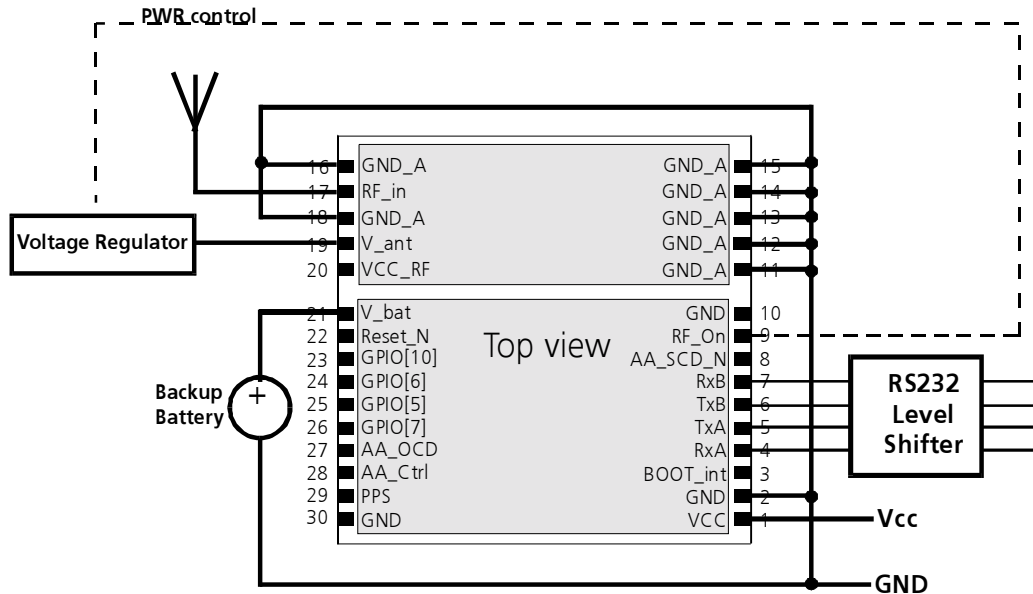 PWR control
16 GND_A GND_A 15
17 RF_in GND_A 14
18 GND_A GND_A 13
Voltage Regulator 19 V_ant GND_A 12
20 VCC_RF GND_A 11
21 V_bat GND 10
22 Reset_N RF_On 9
Top view
23 GPIO[10] AA_SCD_N 8
24 GPIO[6] RxB 7
25 GPIO[5] TxB 6
26 GPIO[7] TxA 5
27 AA_OCD RxA 4
28 AA_Ctrl BOOT_int 3
29 PPS GND 2
30 GND VCC 1
Backup
Battery
+
RS232
Level
Shifter
Vcc
GND